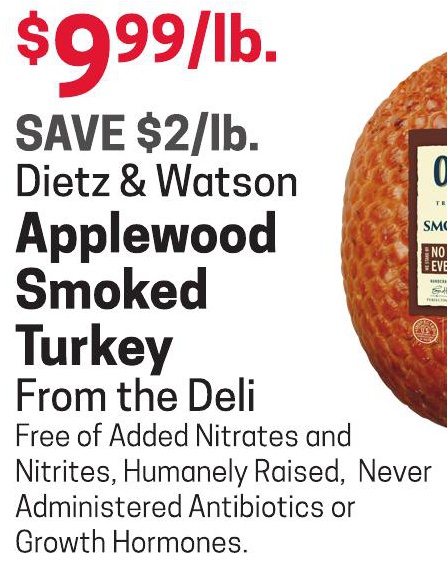 $9.99/lb.
SAVE $2/lb.
Dietz & Watson
Applewood
Smoked
Turkey
From the Deli
Free of Added Nitrates and
Nitrites, Humanely Raised, Never
Administered Antibiotics or
Growth Hormones.
NO